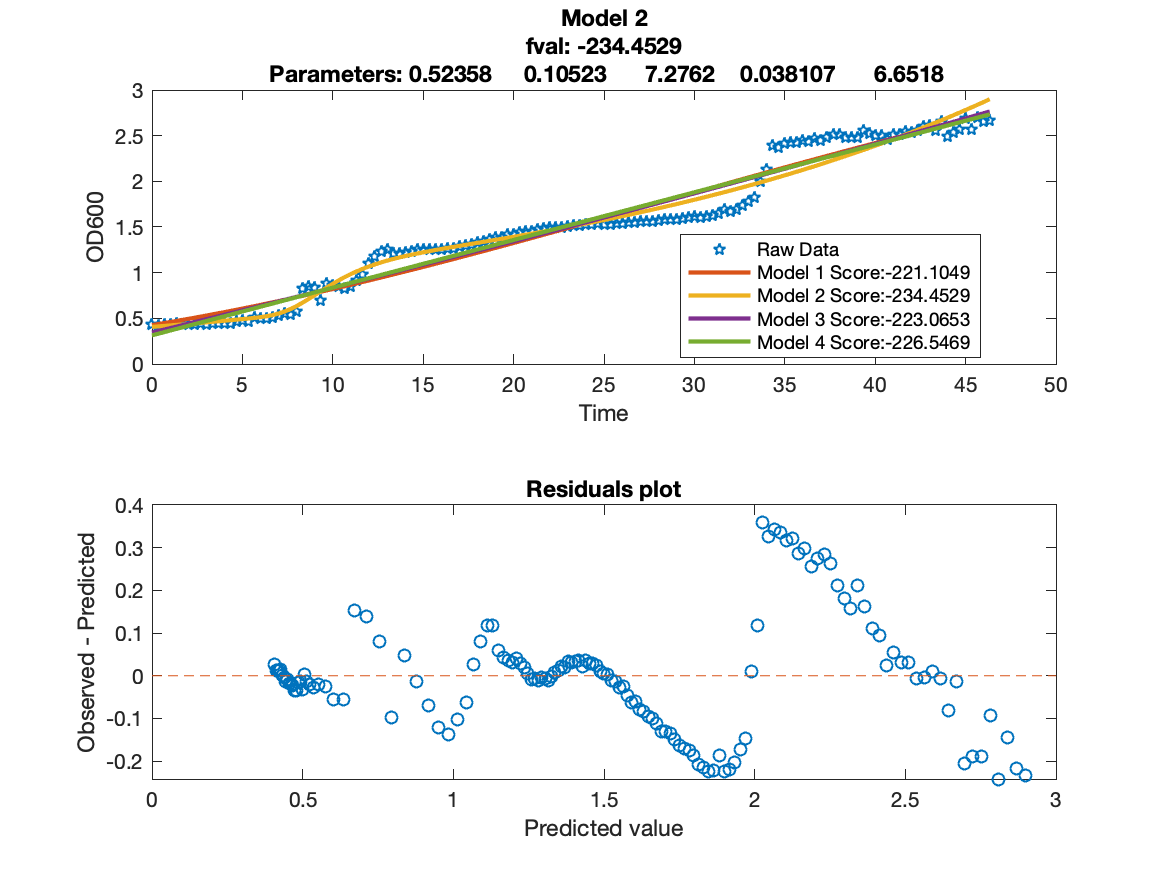 Model 2
fval: -234.4529
Parameters: 0.52358 0.10523 7.2762 0.038107 6.6518
3
2.5
2
1.5
1
0.5
0
OD600
0 5 10 15 20 25 30 35 40 45 50
Time
Raw Data
Model 1 Score:-221.1049
Model 2 Score:-234.4529
Model 3 Score:-223.0653
Model 4 Score:-226.5469
Residuals plot
0.4
0.3
0.2
0.1
0
-0.1
-0.2
Observed - Predicted
0 0.5 1 1.5 2 2.5 3
Predicted value